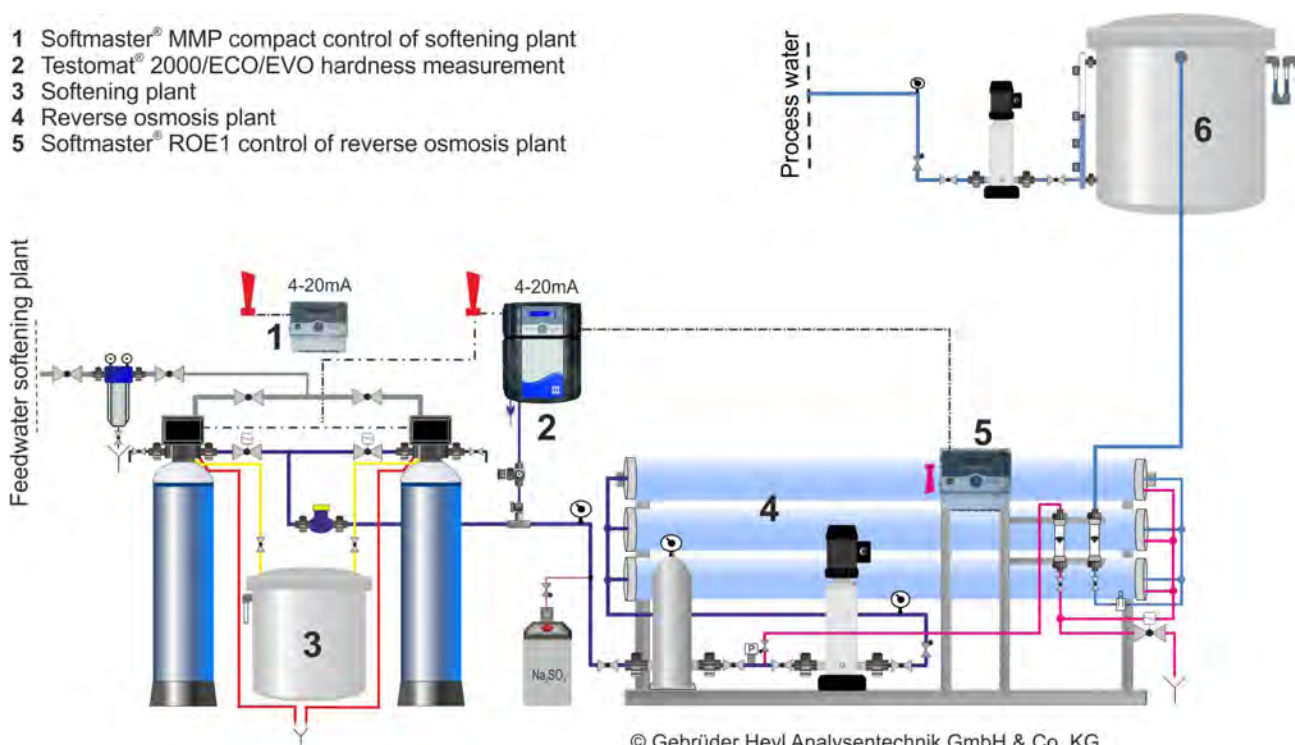 1 Softmaster® MMP compact control of softening plant
2 Testomat® 2000/ECO/EVO hardness measurement
3 Softening plant
4 Reverse osmosis plant
5 Softmaster® ROE1 control of reverse osmosis plant
Process water
6
Feedwater softening plant
4-20mA
1
4-20mA
2
5
4
3
P
© Gebrüder Heyl Analysentechnik GmbH & Co. KG